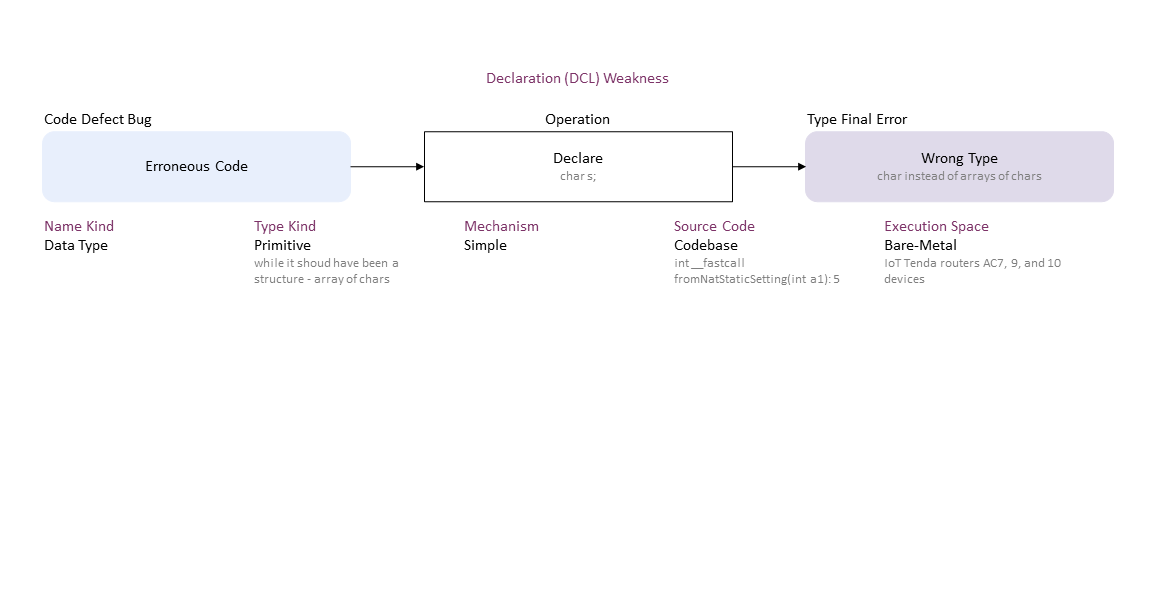 Declaration (DCL) Weakness
Code Defect Bug
Operation
Type Final Error
Erroneous Code
Declare
char s;
Wrong Type
char instead of arrays of chars
Name Kind
Data Type
Type Kind
Primitive
while it shoud have been a
structure - array of chars
Mechanism
Simple
Source Code
Codebase
int __fastcall
fromNatStaticSetting(int a1): 5
Execution Space
Bare-Metal
IoT Tenda routers AC7, 9, and 10
devices